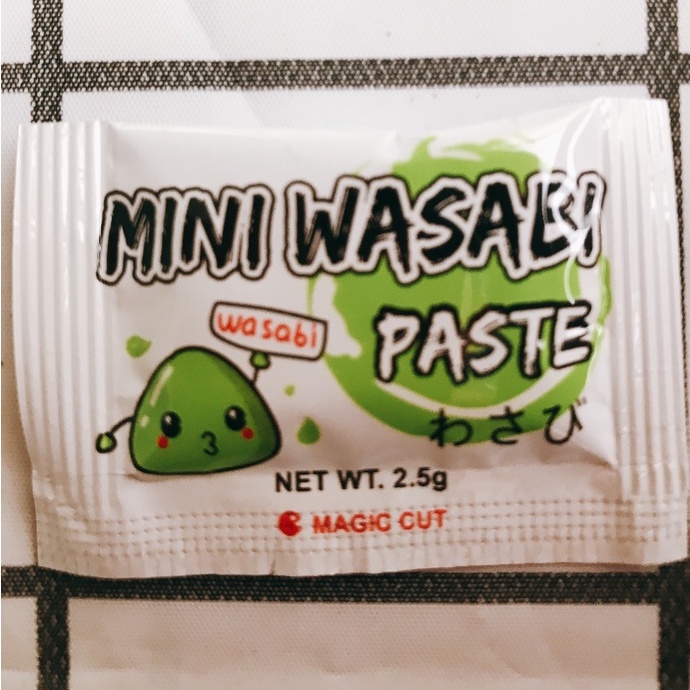 MINI WASABI
PASTE
wasabi
わさび
NET WT. 2.5g
MAGIC CUT